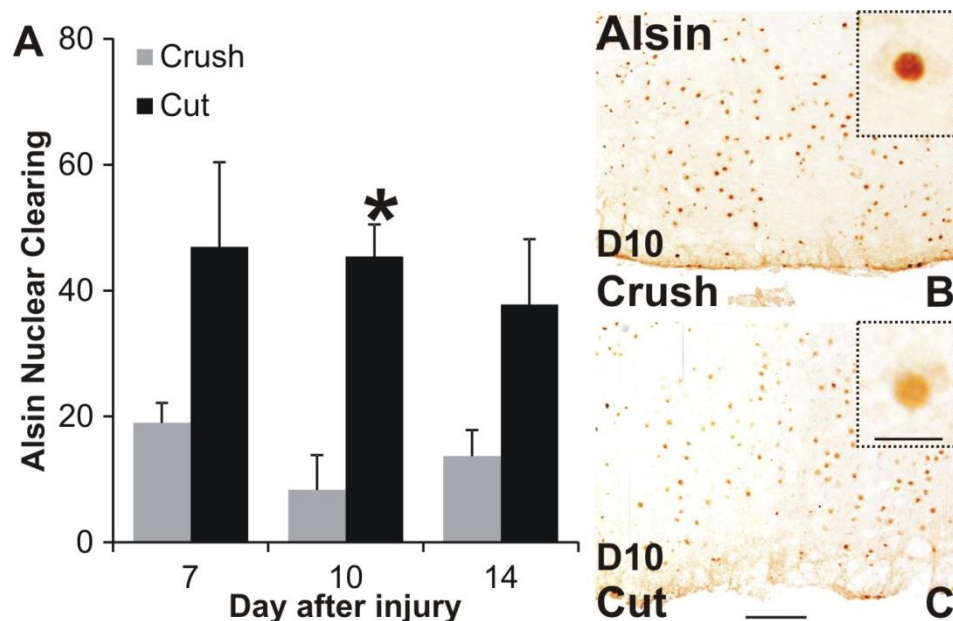 A
80
60
40
20
0
Alsin Nuclear Clearing
Crush
Cut
*
7
10
14
Day after injury
Alsin
D10
Crush
B
D10
Cut
C